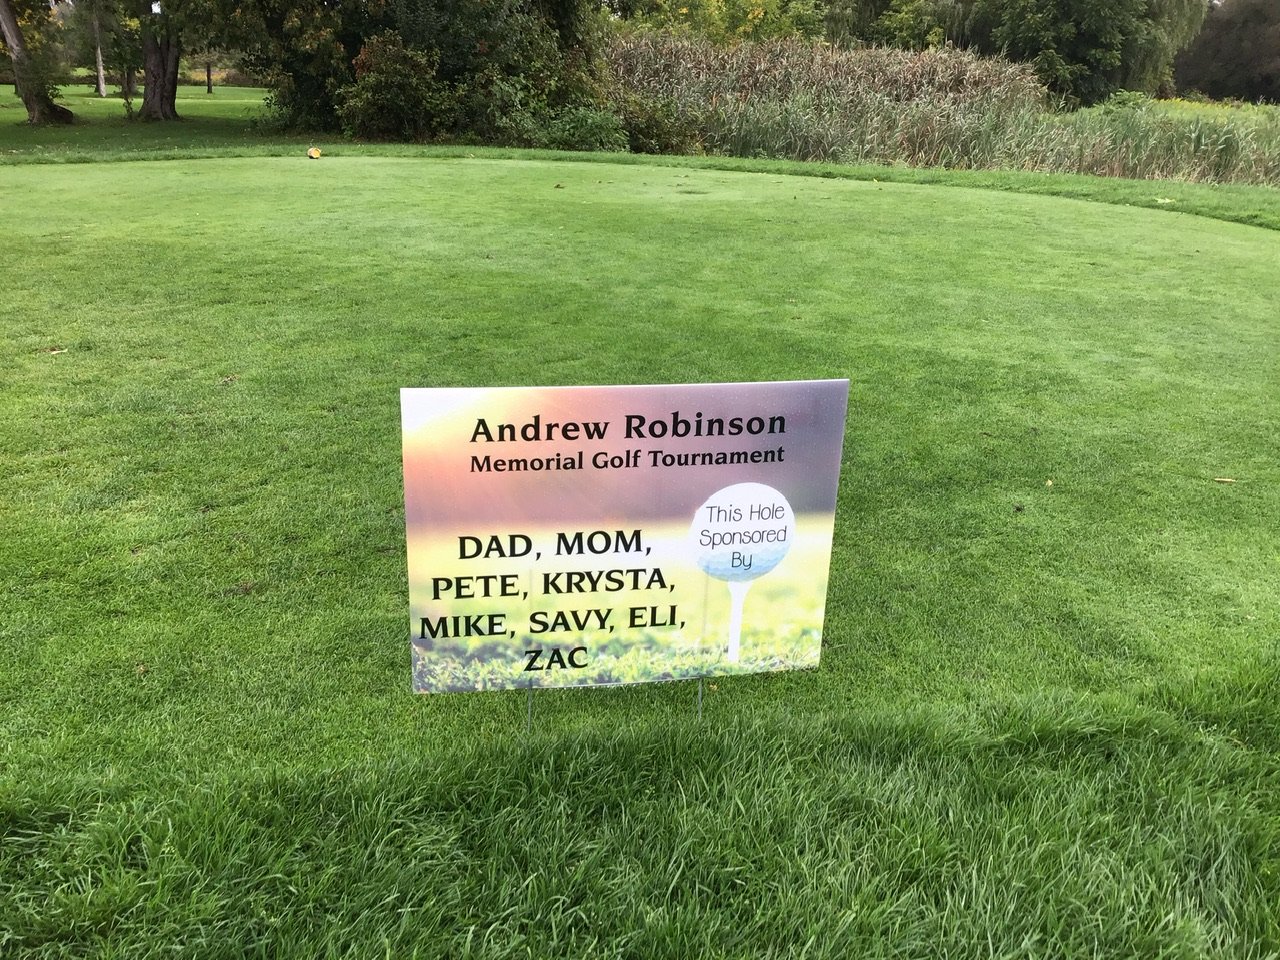 Andrew Robinson
Memorial Golf Tournament
This Hole
Sponsored
By
DAD, MOM,
PETE, KRYSTA,
MIKE, SAVY, ELI,
ZAC